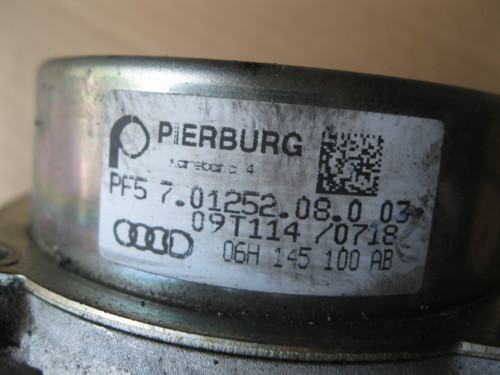 PIERBURG
PF5 7.01252.08.0 03
09T114 /0718
06H 145 100 AB